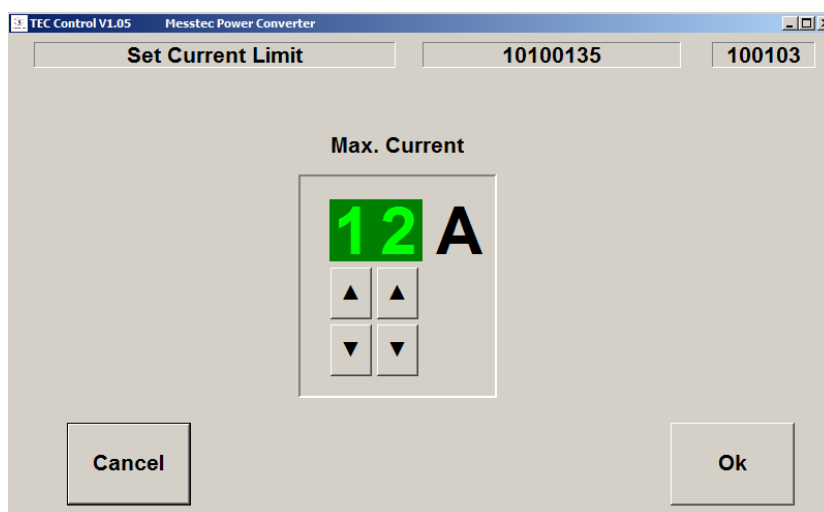 TEC Control V1.05 Messtec Power Converter
Set Current Limit 10100135 100103
Max. Current
12 A
▲ ▲
▼ ▼
Cancel Ok